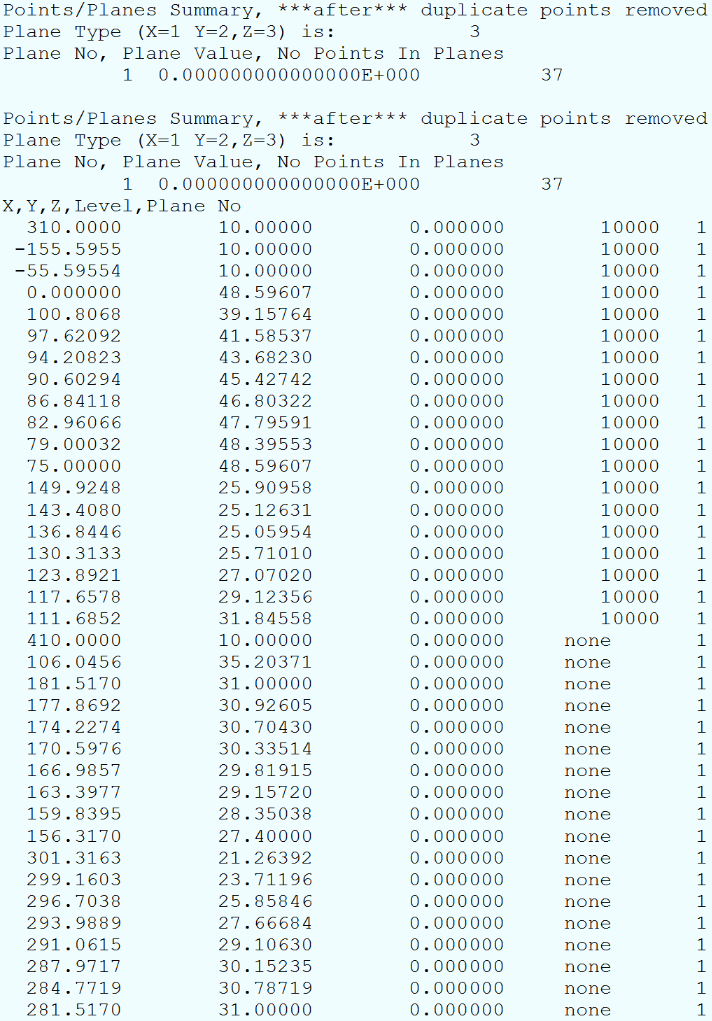 Points/Planes Summary, ***after*** duplicate points removed
Plane Type (X=1 Y=2,Z=3) is: 3
Plane No, Plane Value, No Points In Planes
1 0.000000000000000E+000 37
Points/Planes Summary, ***after*** duplicate points removed
Plane Type (X=1 Y=2,Z=3) is: 3
Plane No, Plane Value, No Points In Planes
1 0.000000000000000E+000 37
X,Y,Z,Level,Plane No
310.0000 10.00000 0.000000 10000 1
-155.5955 10.00000 0.000000 10000 1
-55.59554 10.00000 0.000000 10000 1
0.000000 48.59607 0.000000 10000 1
100.8068 39.15764 0.000000 10000 1
97.62092 41.58537 0.000000 10000 1
94.20823 43.68230 0.000000 10000 1
90.60294 45.42742 0.000000 10000 1
86.84118 46.80322 0.000000 10000 1
82.96066 47.79591 0.000000 10000 1
79.00032 48.39553 0.000000 10000 1
75.00000 48.59607 0.000000 10000 1
149.9248 25.90958 0.000000 10000 1
143.4080 25.12631 0.000000 10000 1
136.8446 25.05954 0.000000 10000 1
130.3133 25.71010 0.000000 10000 1
123.8921 27.07020 0.000000 10000 1
117.6578 29.12356 0.000000 10000 1
111.6852 31.84558 0.000000 10000 1
410.0000 10.00000 0.000000 none 1
106.0456 35.20371 0.000000 none 1
181.5170 31.00000 0.000000 none 1
177.8692 30.92605 0.000000 none 1
174.2274 30.70430 0.000000 none 1
170.5976 30.33514 0.000000 none 1
166.9857 29.81915 0.000000 none 1
163.3977 29.15720 0.000000 none 1
159.8395 28.35038 0.000000 none 1
156.3170 27.40000 0.000000 none 1
301.3163 21.26392 0.000000 none 1
299.1603 23.71196 0.000000 none 1
296.7038 25.85846 0.000000 none 1
293.9889 27.66684 0.000000 none 1
291.0615 29.10630 0.000000 none 1
287.9717 30.15235 0.000000 none 1
284.7719 30.78719 0.000000 none 1
281.5170 31.00000 0.000000 none 1